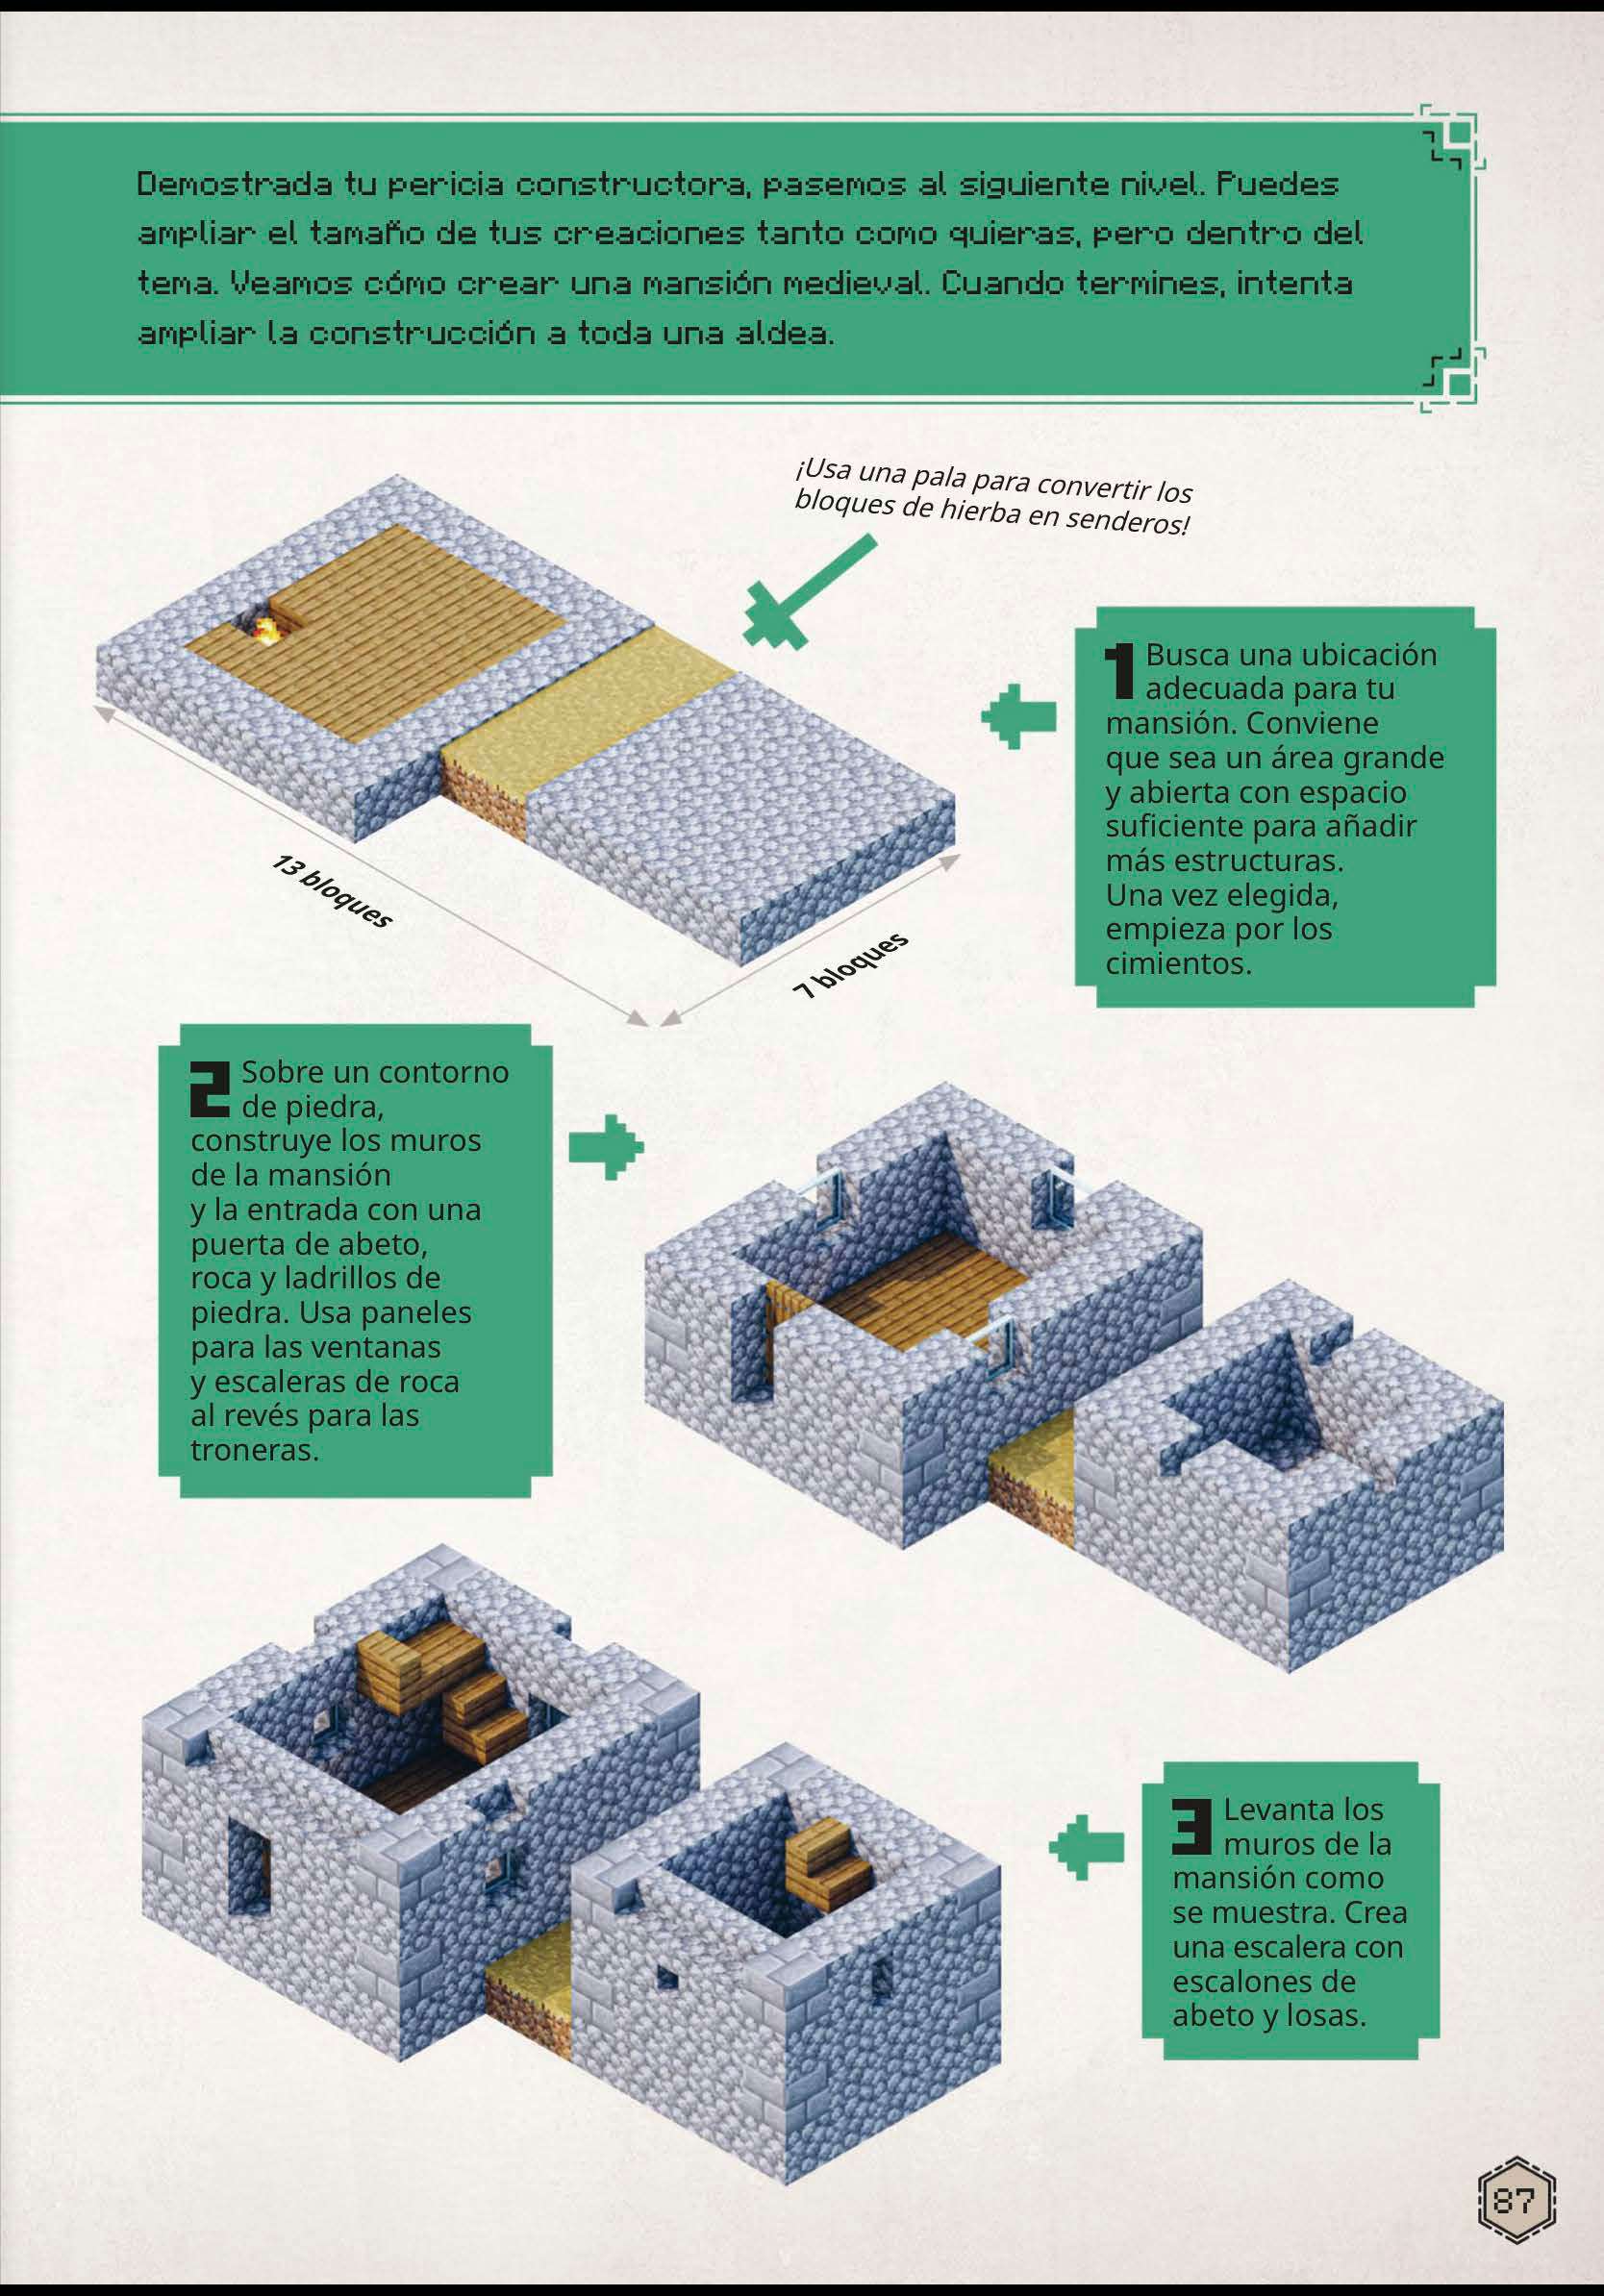 Demostrada tu pericia constructora, pasemos al siguiente nivel. Puedes
ampliar el tamaño de tus creaciones tanto como quieras, pero dentro del
tema. Veamos cómo crear una mansión medieval. Cuando termines, intenta
ampliar la construcción a toda una aldea.
¡Usa una pala para convertir los
bloques de hierba en senderos!
1 Busca una ubicación
adecuada para tu
mansión. Conviene
que sea un área grande
y abierta con espacio
suficiente para añadir
más estructuras.
Una vez elegida,
empieza por los
cimientos.
13 bloques
7 bloques
2 Sobre un contorno
de piedra,
construye los muros
de la mansión
y la entrada con una
puerta de abeto,
roca y ladrillos de
piedra. Usa paneles
para las ventanas
y escaleras de roca
al revés para las
troneras.
3 Levanta los
muros de la
mansión como
se muestra. Crea
una escalera con
escalones de
abeto y losas.
87